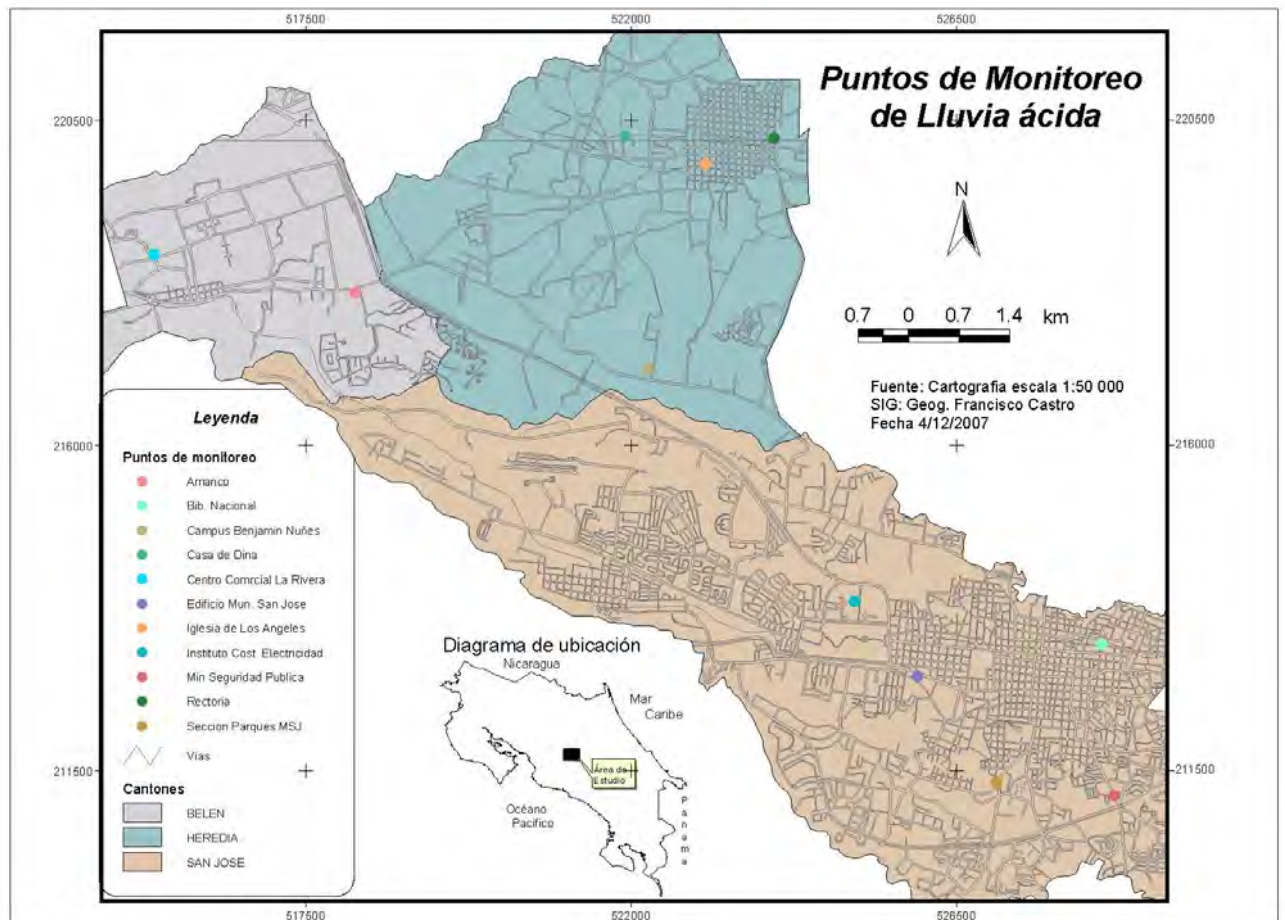 517500
522000
526500
220500
220500
216000
216000
211500
211500
517500
522000
526500
Puntos de Monitoreo
de Lluvia ácida
N
0.7 0 0.7 1.4 km
Fuente: Cartografia escala 1:50 000
SIG: Geog. Francisco Castro
Fecha 4/12/2007
Leyenda
Puntos de monitoreo
Amanco
Bib. Nacional
Campus Benjamin Nuñes
Casa de Dina
Centro Comrcial La Rivera
Edificio Mun. San Jose
Iglesia de Los Angeles
Instituto Cost. Electricidad
Min Seguridad Publica
Rectoria
Seccion Parques MSJ
Vias
Cantones
BELEN
HEREDIA
SAN JOSE
Diagrama de ubicación
Nicaragua
Mar
Caribe
Área de
Estudio
Océano
Pacifico
Panama